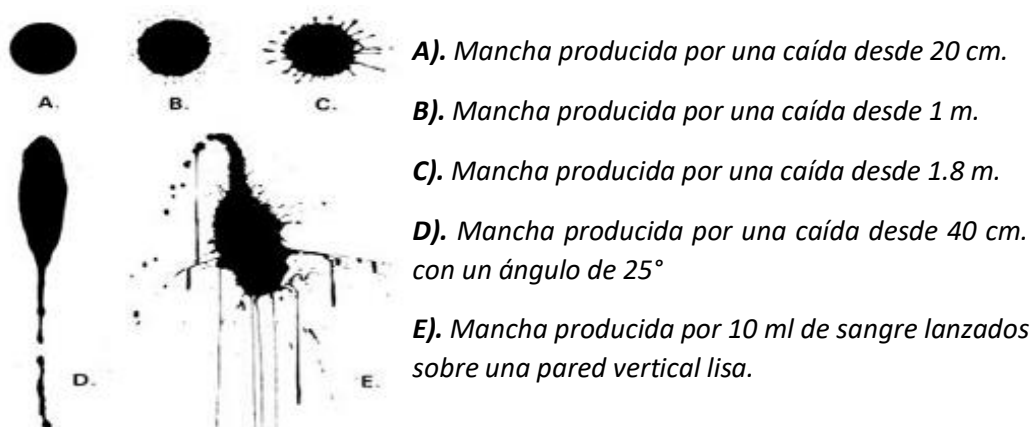 A. B. C.
A). Mancha producida por una caída desde 20 cm.
B). Mancha producida por una caída desde 1 m.
C). Mancha producida por una caída desde 1.8 m.
D). Mancha producida por una caída desde 40 cm.
con un ángulo de 25°
E). Mancha producida por 10 ml de sangre lanzados
sobre una pared vertical lisa.
D. E.